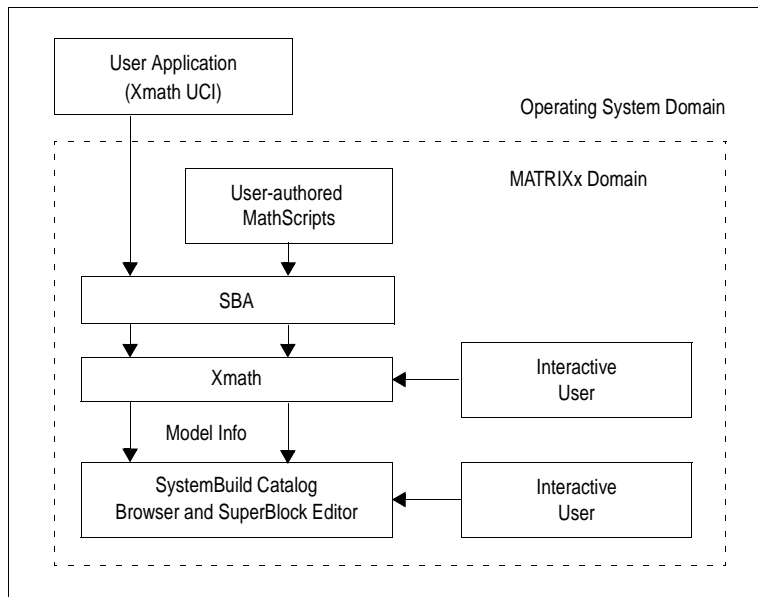 User Application
(Xmath UCI)
Operating System Domain
MATRIXx Domain
User-authored
MathScripts
SBA
Xmath
Interactive
User
Model Info
SystemBuild Catalog
Browser and SuperBlock Editor
Interactive
User